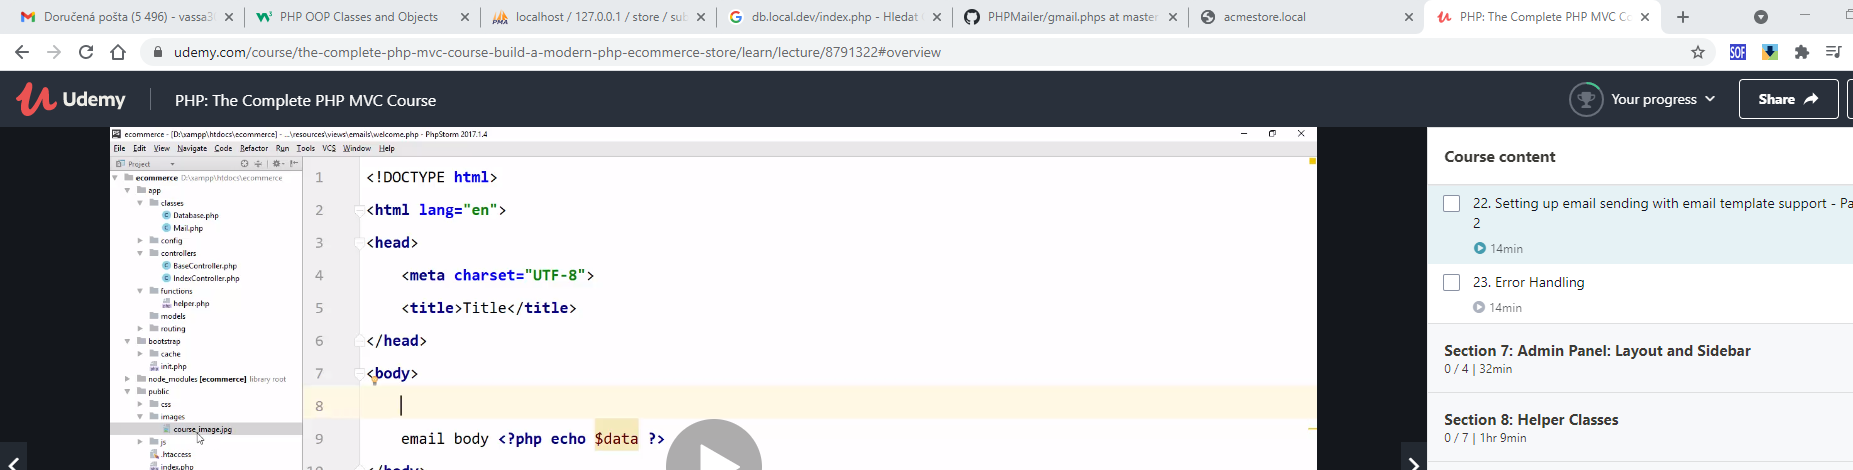 Doručená pošta (5 496) - vassa3
PHP OOP Classes and Objects
localhost / 127.0.0.1 / store / sub
db.local.dev/index.php - Hledat
PHPMailer/gmail.phps at master
acmestore.local
PHP: The Complete PHP MVC Co
udemy.com/course/the-complete-php-mvc-course-build-a-modern-php-ecommerce-store/learn/lecture/8791322#overview
SOF
Udemy
PHP: The Complete PHP MVC Course
Your progress
Share
PS ecommerce - [D:\xampp\htdocs\ecommerce] - ...\resources\views\emails\welcome.php - PhpStorm 2017.1.4
File Edit View Navigate Code Refactor Run Tools VCS Window Help
Project
ecommerce D:\xampp\htdocs\ecommerce
app
classes
Database.php
Mail.php
config
controllers
BaseController.php
IndexController.php
functions
helper.php
models
routing
bootstrap
cache
init.php
node_modules [ecommerce] library root
public
css
images
course_image.jpg
js
.htaccess
index.php
1 <!DOCTYPE html>
2 <html lang="en">
3 <head>
4 <meta charset="UTF-8">
5 <title>Title</title>
6 </head>
7 <body>
8
9 email body <?php echo $data ?>
10 </body>
Course content
22. Setting up email sending with email template support - Pa
2
14min
23. Error Handling
14min
Section 7: Admin Panel: Layout and Sidebar
0 / 4 | 32min
Section 8: Helper Classes
0 / 7 | 1hr 9min